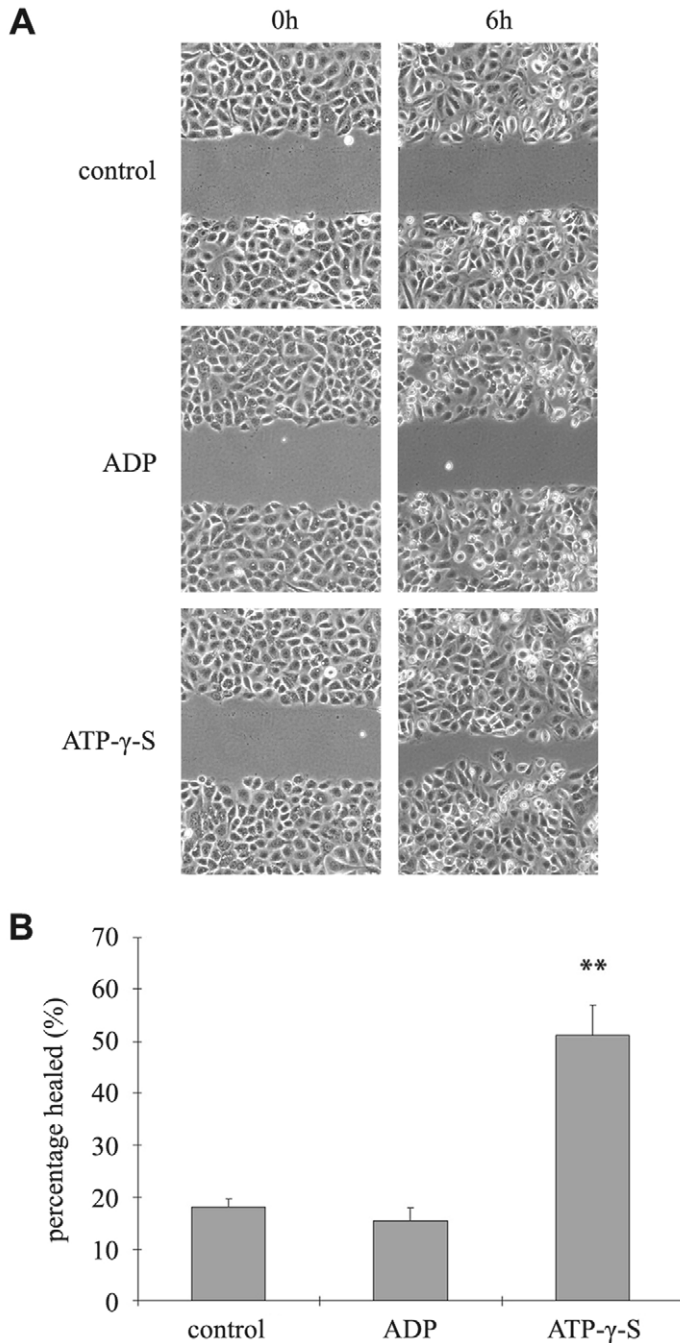 A
0h 6h
control
ADP
ATP-γ-S
B
percentage healed (%)
70
60
50
40
30
20
10
0
**
control ADP ATP-γ-S